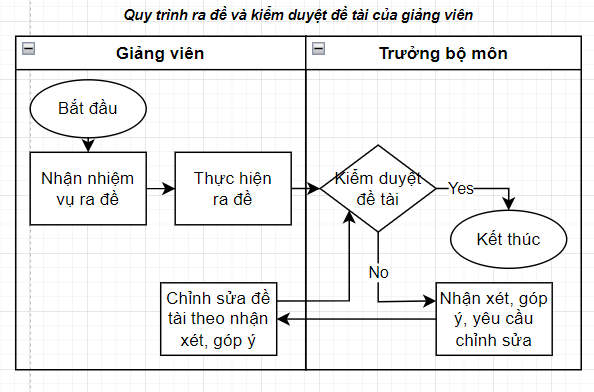 Quy trình ra đề và kiểm duyệt đề tài của giảng viên
Giảng viên
Trưởng bộ môn
Bắt đầu
Nhận nhiệm
vụ ra đề
Thực hiện
ra đề
Kiểm duyệt
đề tài
Yes
Kết thúc
No
Chỉnh sửa đề
tài theo nhận
xét, góp ý
Nhận xét, góp
ý, yêu cầu
chỉnh sửa